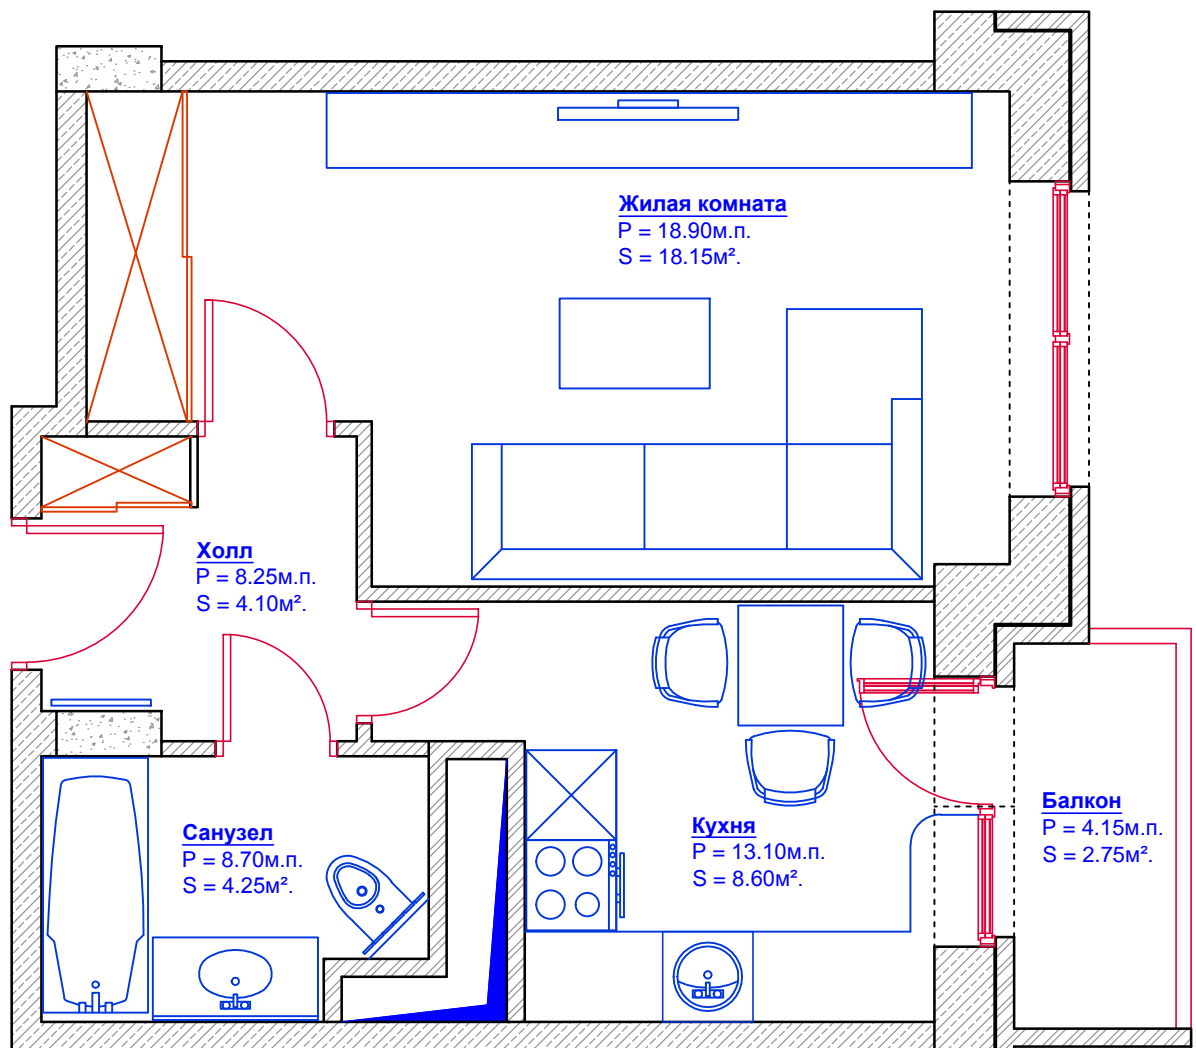 Жилая комната
P = 18.90м.п.
S = 18.15м².
Холл
P = 8.25м.п.
S = 4.10м².
Санузел
P = 8.70м.п.
S = 4.25м².
Кухня
P = 13.10м.п.
S = 8.60м².
Балкон
P = 4.15м.п.
S = 2.75м².